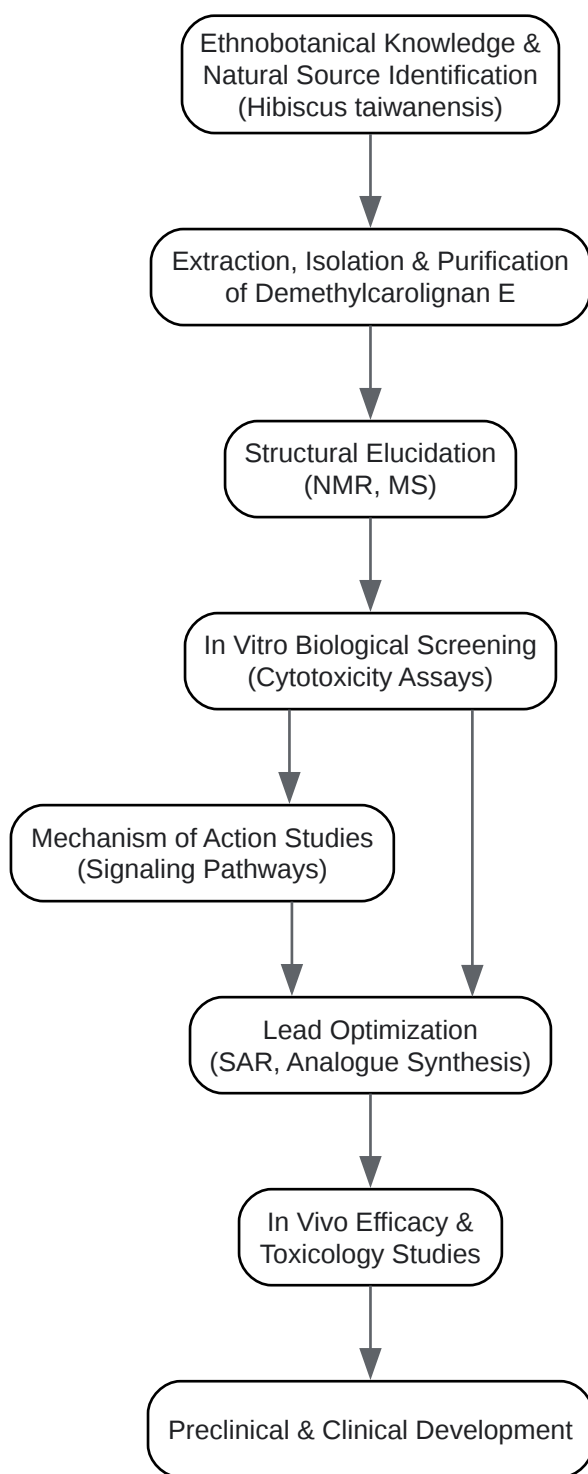 Ethnobotanical Knowledge &
Natural Source Identification
(Hibiscus taiwanensis)
Extraction, Isolation & Purification
of Demethylcarolignan E
Structural Elucidation
(NMR, MS)
In Vitro Biological Screening
(Cytotoxicity Assays)
Mechanism of Action Studies
(Signaling Pathways)
Lead Optimization
(SAR, Analogue Synthesis)
In Vivo Efficacy &
Toxicology Studies
Preclinical & Clinical Development